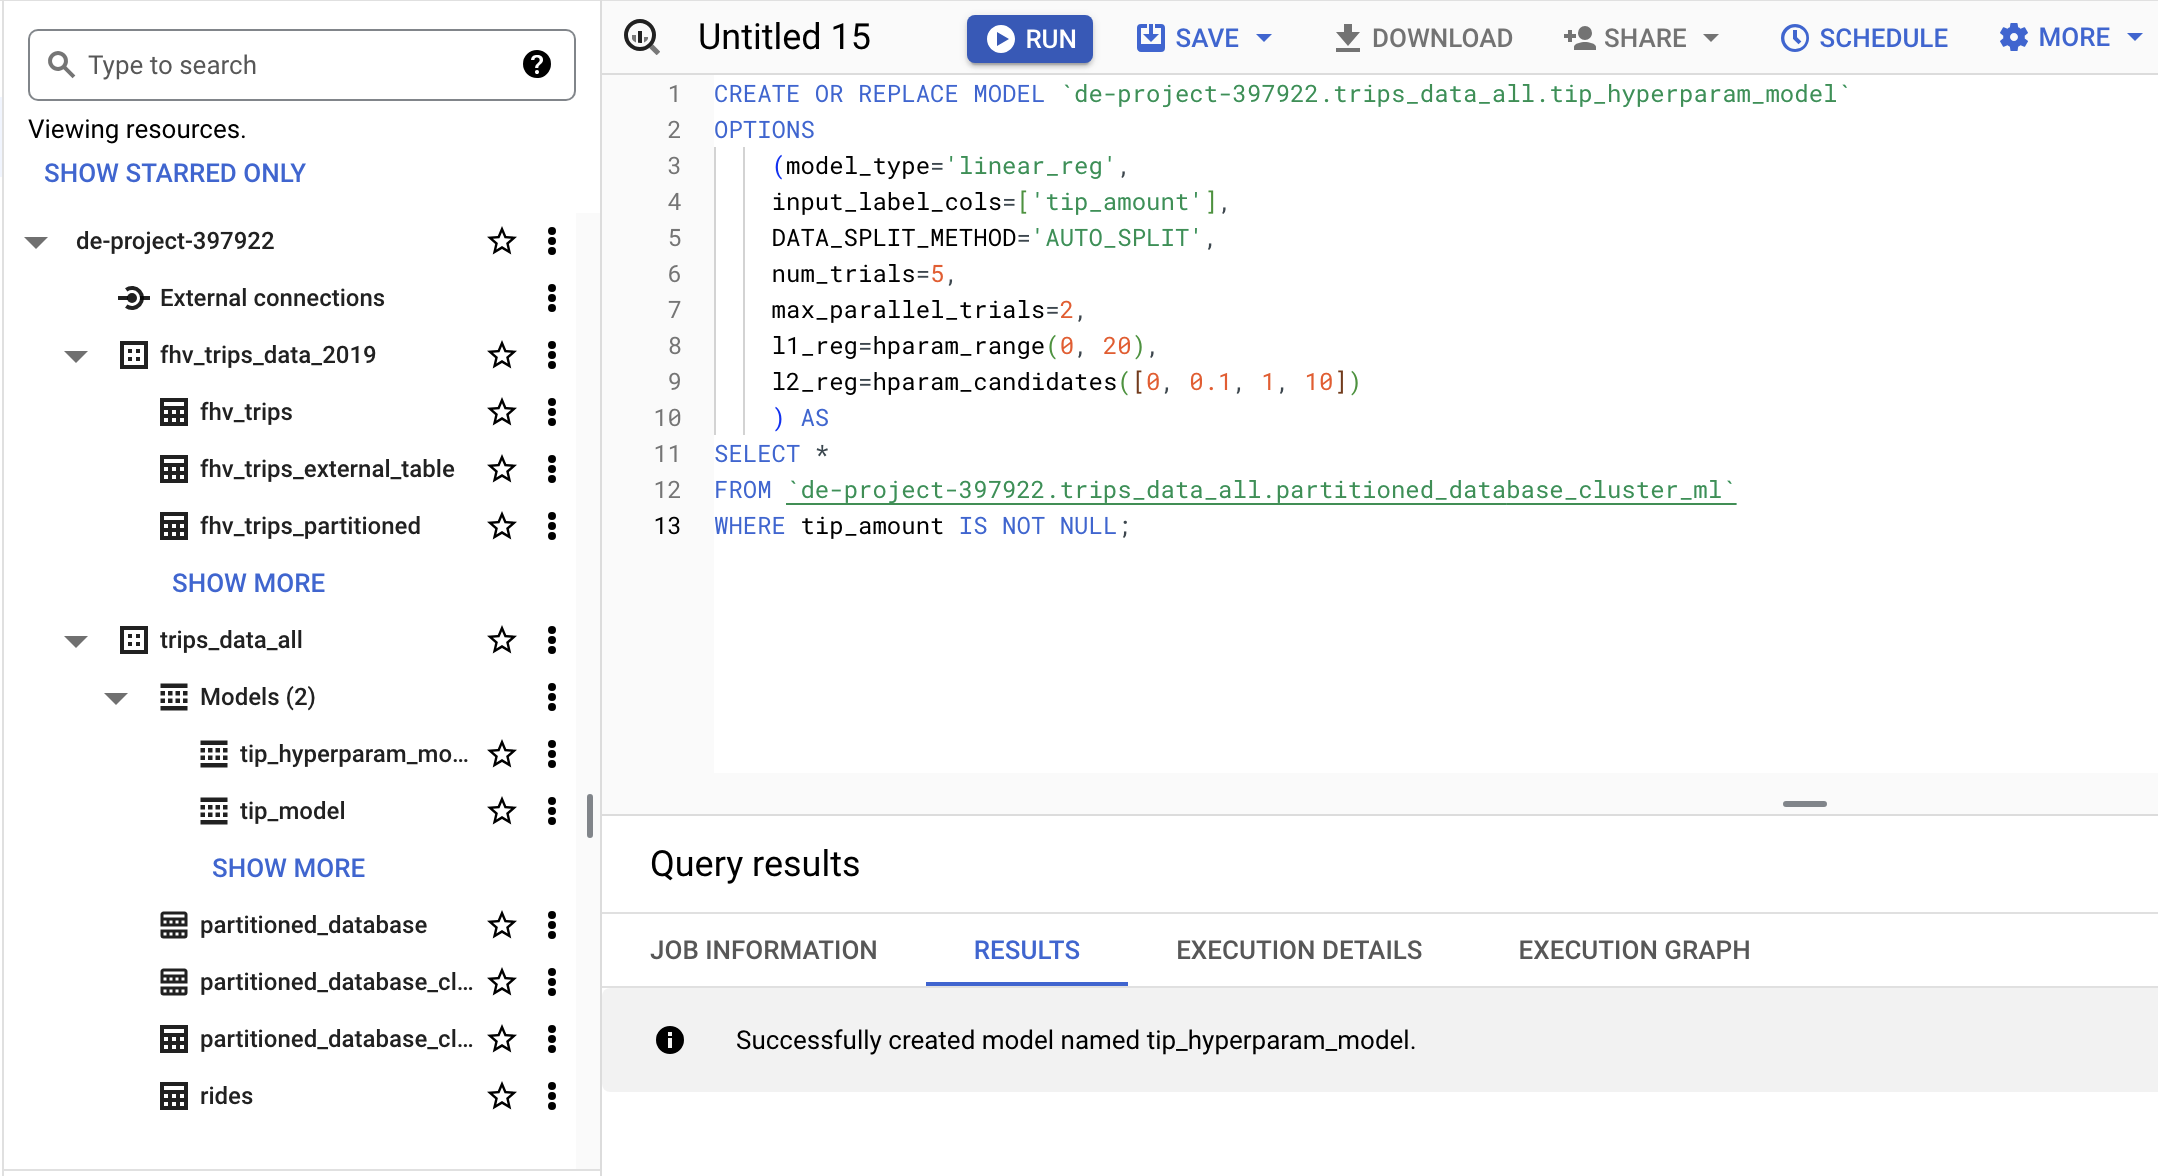 Type to search
Viewing resources.
SHOW STARRED ONLY
de-project-397922
External connections
fhv_trips_data_2019
fhv_trips
fhv_trips_external_table
fhv_trips_partitioned
SHOW MORE
trips_data_all
Models (2)
tip_hyperparam_mo...
tip_model
SHOW MORE
partitioned_database
partitioned_database_cl...
partitioned_database_cl...
rides
Untitled 15
RUN
SAVE
DOWNLOAD
SHARE
SCHEDULE
MORE
1 CREATE OR REPLACE MODEL `de-project-397922.trips_data_all.tip_hyperparam_model`
2 OPTIONS
3 (model_type='linear_reg',
4 input_label_cols=['tip_amount'],
5 DATA_SPLIT_METHOD='AUTO_SPLIT',
6 num_trials=5,
7 max_parallel_trials=2,
8 l1_reg=hparam_range(0, 20),
9 l2_reg=hparam_candidates([0, 0.1, 1, 10])
10 ) AS
11 SELECT *
12 FROM `de-project-397922.trips_data_all.partitioned_database_cluster_ml`
13 WHERE tip_amount IS NOT NULL;
Query results
JOB INFORMATION
RESULTS
EXECUTION DETAILS
EXECUTION GRAPH
Successfully created model named tip_hyperparam_model.